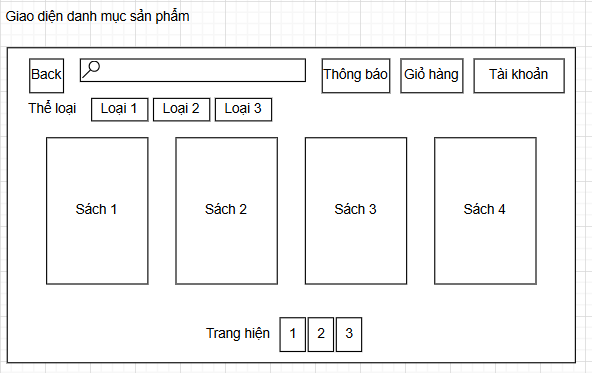 Giao diện danh mục sản phẩm
Back
Thông báo
Giỏ hàng
Tài khoản
Thể loại
Loại 1
Loại 2
Loại 3
Sách 1
Sách 2
Sách 3
Sách 4
Trang hiện
1
2
3